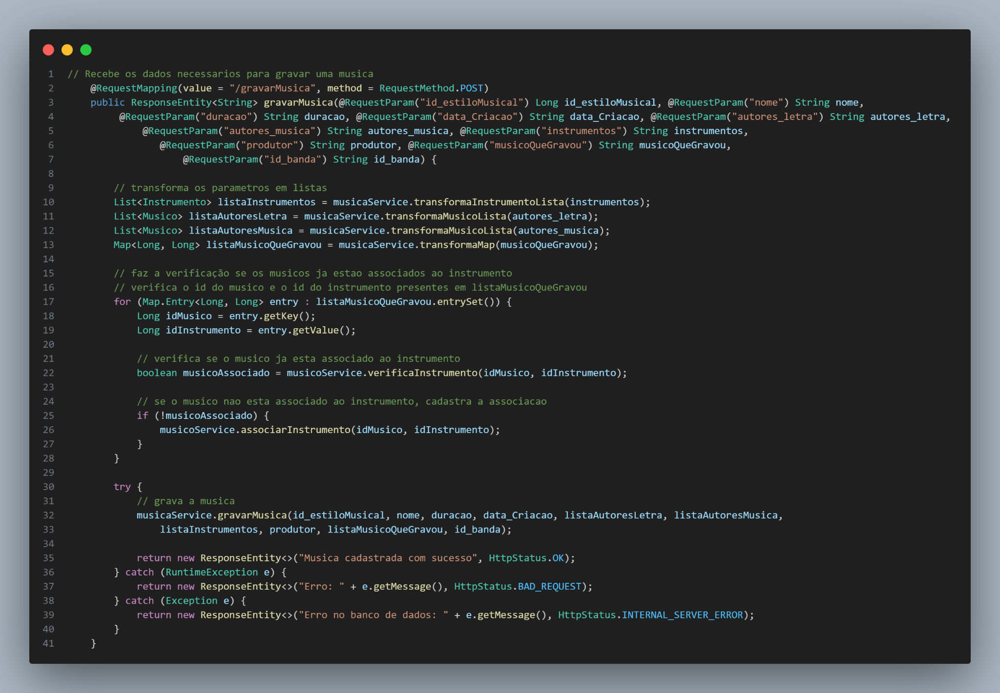 1 // Recebe os dados necessarios para gravar uma musica
2 @RequestMapping(value = "/gravarMusica", method = RequestMethod.POST)
3 public ResponseEntity<String> gravarMusica(@RequestParam("id_estiloMusical") Long id_estiloMusical, @RequestParam("nome") String nome,
4 @RequestParam("duracao") String duracao, @RequestParam("data_Criacao") String data_Criacao, @RequestParam("autores_letra") String autores_letra,
5 @RequestParam("autores_musica") String autores_musica, @RequestParam("instrumentos") String instrumentos,
6 @RequestParam("produtor") String produtor, @RequestParam("musicoQueGravou") String musicoQueGravou,
7 @RequestParam("id_banda") String id_banda) {
8
9 // transforma os parametros em listas
10 List<Instrumento> listaInstrumentos = musicaService.transformaInstrumentoLista(instrumentos);
11 List<Musico> listaAutoresLetra = musicaService.transformaMusicoLista(autores_letra);
12 List<Musico> listaAutoresMusica = musicaService.transformaMusicoLista(autores_musica);
13 Map<Long, Long> listaMusicoQueGravou = musicaService.transformaMap(musicoQueGravou);
14
15 // faz a verificação se os musicos ja estao associados ao instrumento
16 // verifica o id do musico e o id do instrumento presentes em listaMusicoQueGravou
17 for (Map.Entry<Long, Long> entry : listaMusicoQueGravou.entrySet()) {
18 Long idMusico = entry.getKey();
19 Long idInstrumento = entry.getValue();
20
21 // verifica se o musico ja esta associado ao instrumento
22 boolean musicoAssociado = musicoService.verificaInstrumento(idMusico, idInstrumento);
23
24 // se o musico nao esta associado ao instrumento, cadastra a associacao
25 if (!musicoAssociado) {
26 musicoService.associarInstrumento(idMusico, idInstrumento);
27 }
28 }
29
30 try {
31 // grava a musica
32 musicaService.gravarMusica(id_estiloMusical, nome, duracao, data_Criacao, listaAutoresLetra, listaAutoresMusica,
33 listaInstrumentos, produtor, listaMusicoQueGravou, id_banda);
34
35 return new ResponseEntity<>("Musica cadastrada com sucesso", HttpStatus.OK);
36 } catch (RuntimeException e) {
37 return new ResponseEntity<>("Erro: " + e.getMessage(), HttpStatus.BAD_REQUEST);
38 } catch (Exception e) {
39 return new ResponseEntity<>("Erro no banco de dados: " + e.getMessage(), HttpStatus.INTERNAL_SERVER_ERROR);
40 }
41 }